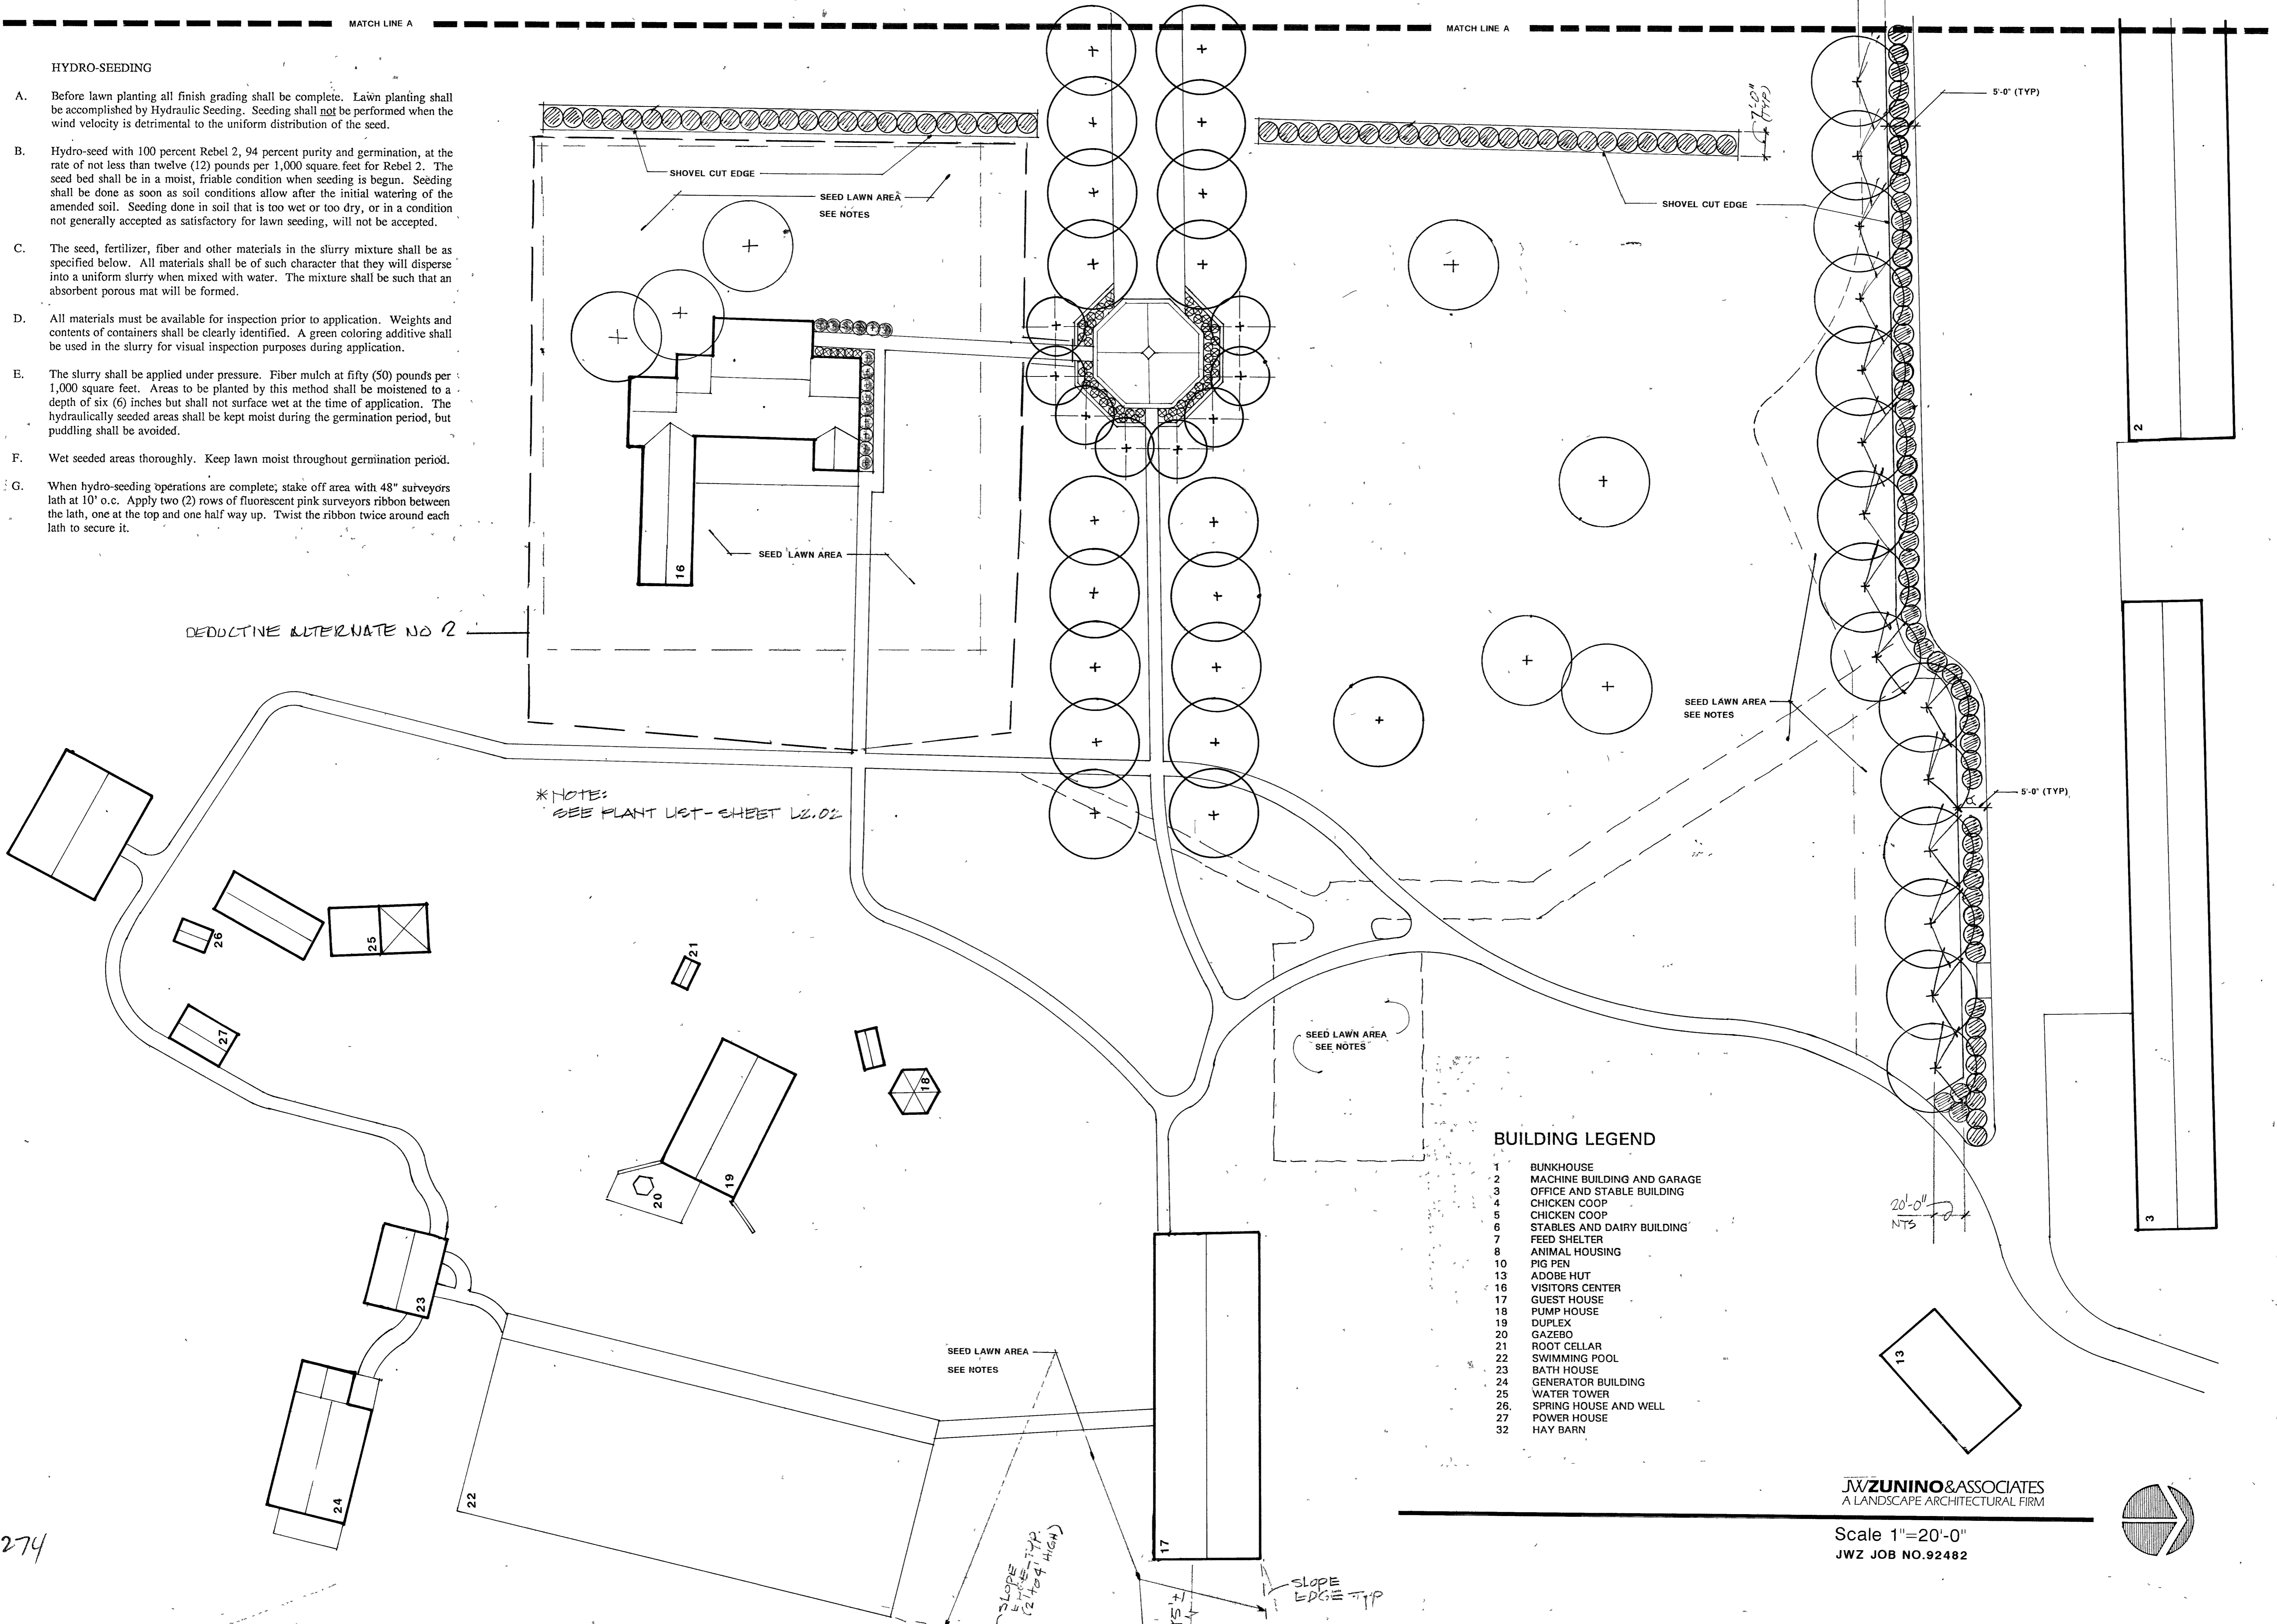 MATCH LINE A
MATCH LINE A
HYDRO-SEEDING
A. Before lawn planting all finish grading shall be complete. Lawn planting shall
be accomplished by Hydraulic Seeding. Seeding shall not be performed when the
wind velocity is detrimental to the uniform distribution of the seed.
B. Hydro-seed with 100 percent Rebel 2, 94 percent purity and germination, at the
rate of not less than twelve (12) pounds per 1,000 square feet for Rebel 2. The
seed bed shall be in a moist, friable condition when seeding is begun. Seeding
shall be done as soon as soil conditions allow after the initial watering of the
amended soil. Seeding done in soil that is too wet or too dry, or in a condition
not generally accepted as satisfactory for lawn seeding, will not be accepted.
C. The seed, fertilizer, fiber and other materials in the slurry mixture shall be as
specified below. All materials shall be of such character that they will disperse
into a uniform slurry when mixed with water. The mixture shall be such that an
absorbent porous mat will be formed.
D. All materials must be available for inspection prior to application. Weights and
contents of containers shall be clearly identified. A green coloring additive shall
be used in the slurry for visual inspection purposes during application.
E. The slurry shall be applied under pressure. Fiber mulch at fifty (50) pounds per
1,000 square feet. Areas to be planted by this method shall be moistened to a
depth of six (6) inches but shall not surface wet at the time of application. The
hydraulically seeded areas shall be kept moist during the germination period, but
puddling shall be avoided.
F. Wet seeded areas thoroughly. Keep lawn moist throughout germination period.
G. When hydro-seeding operations are complete, stake off area with 48" surveyors
lath at 10' o.c. Apply two (2) rows of fluorescent pink surveyors ribbon between
the lath, one at the top and one half way up. Twist the ribbon twice around each
lath to secure it.
SHOVEL CUT EDGE
SEED LAWN AREA
SEE NOTES
7'-0"
(TYP)
5'-0" (TYP)
SHOVEL CUT EDGE
2
16
SEED LAWN AREA
DEDUCTIVE ALTERNATE NO 2
SEED LAWN AREA
SEE NOTES
* NOTE:
SEE PLANT LIST - SHEET L2.02
5'-0" (TYP)
26
25
21
27
18
SEED LAWN AREA
SEE NOTES
19
20
20'-0"
NTS
3
23
13
24
22
SEED LAWN AREA
SEE NOTES
17
BUILDING LEGEND
1 BUNKHOUSE
2 MACHINE BUILDING AND GARAGE
3 OFFICE AND STABLE BUILDING
4 CHICKEN COOP
5 CHICKEN COOP
6 STABLES AND DAIRY BUILDING
7 FEED SHELTER
8 ANIMAL HOUSING
10 PIG PEN
13 ADOBE HUT
16 VISITORS CENTER
17 GUEST HOUSE
18 PUMP HOUSE
19 DUPLEX
20 GAZEBO
21 ROOT CELLAR
22 SWIMMING POOL
23 BATH HOUSE
24 GENERATOR BUILDING
25 WATER TOWER
26. SPRING HOUSE AND WELL
27 POWER HOUSE
32 HAY BARN
JWZUNINO&ASSOCIATES
A LANDSCAPE ARCHITECTURAL FIRM
Scale 1"=20'-0"
JWZ JOB NO.92482
274
SLOPE
EDGE - TYP.
(2' to 4' HIGH)
SLOPE
EDGE TYP